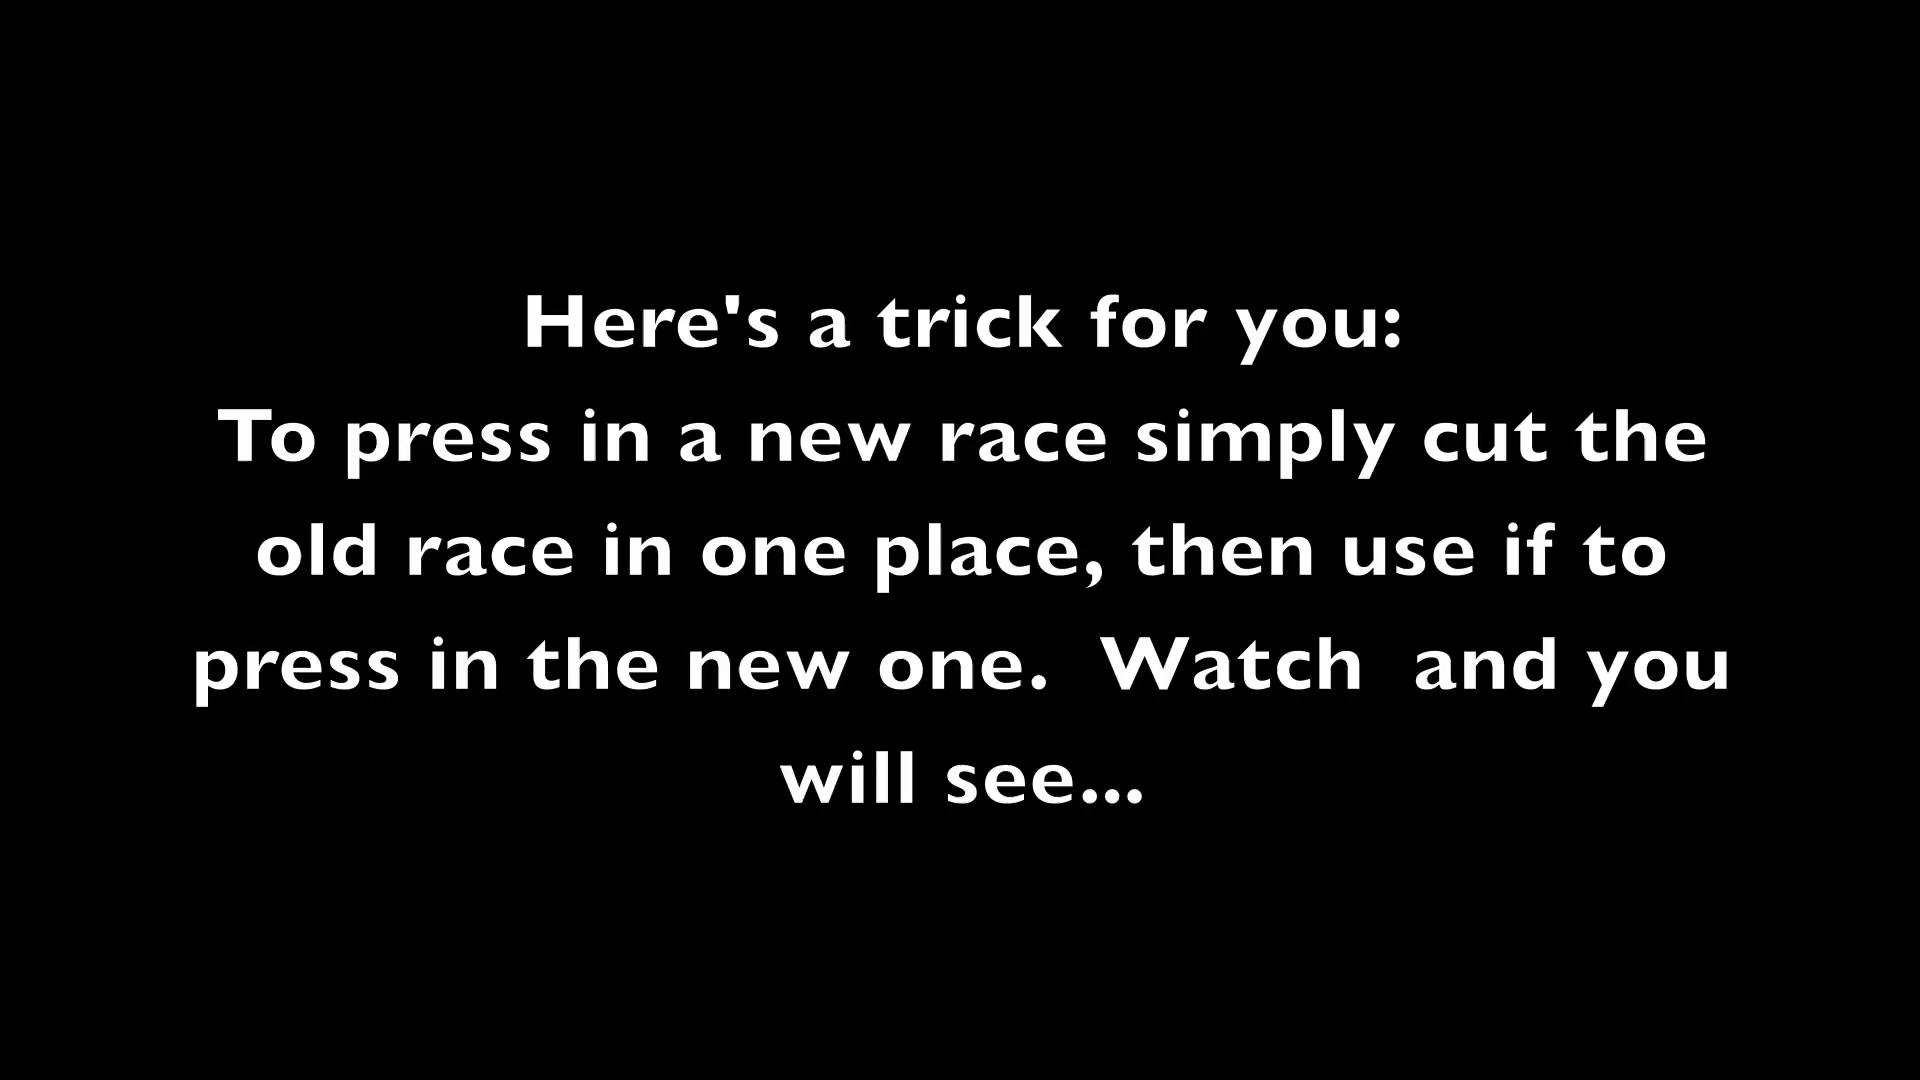 Here's a trick for you:
To press in a new race simply cut the
old race in one place, then use if to
press in the new one.  Watch  and you
will see...